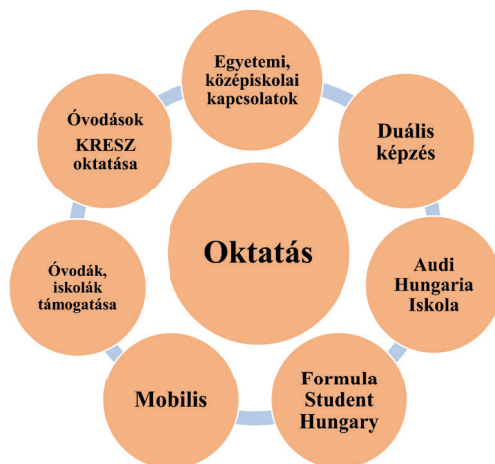 Egyetemi,
középiskolai
kapcsolatok
Duális
képzés
Audi
Hungaria
Iskola
Formula
Student
Hungary
Mobilis
Óvodák,
iskolák
támogatása
Óvodások
KRESZ
oktatása
Oktatás